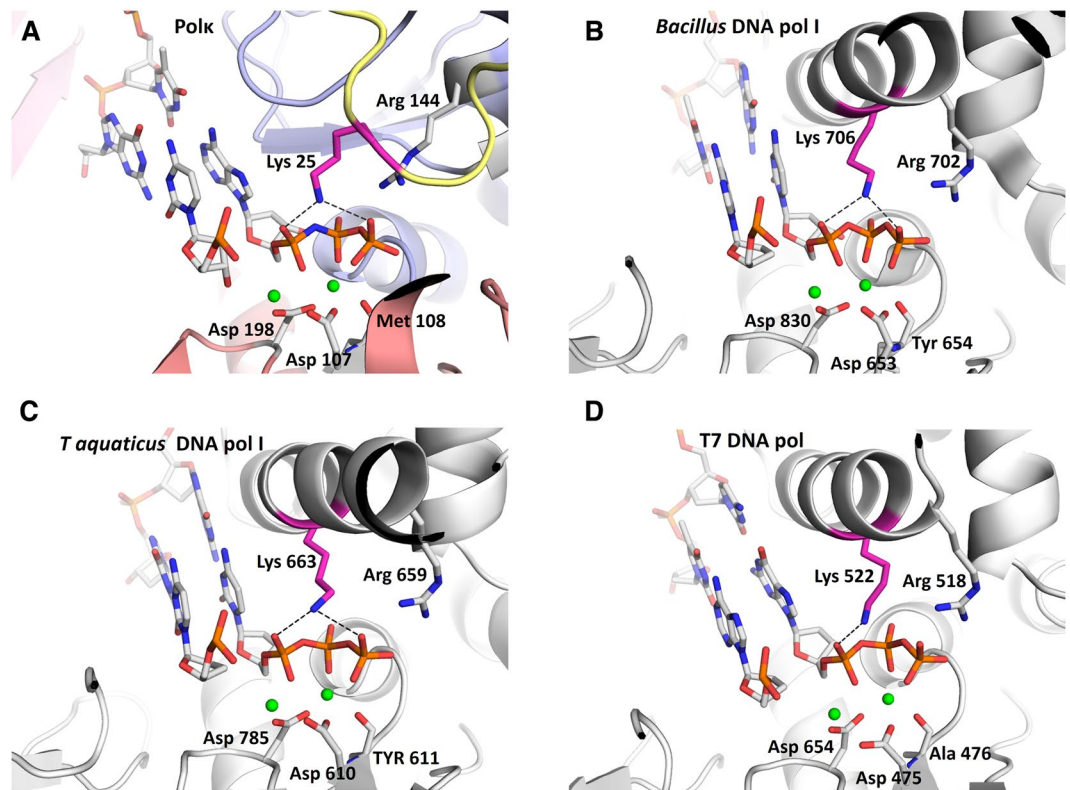 A
Polκ
Arg 144
Lys 25
Asp 198
Met 108
Asp 107
B
Bacillus DNA pol I
Lys 706
Arg 702
Asp 830
Tyr 654
Asp 653
C
T aquaticus DNA pol I
Lys 663
Arg 659
Asp 785
TYR 611
Asp 610
D
T7 DNA pol
Lys 522
Arg 518
Asp 654
Ala 476
Asp 475